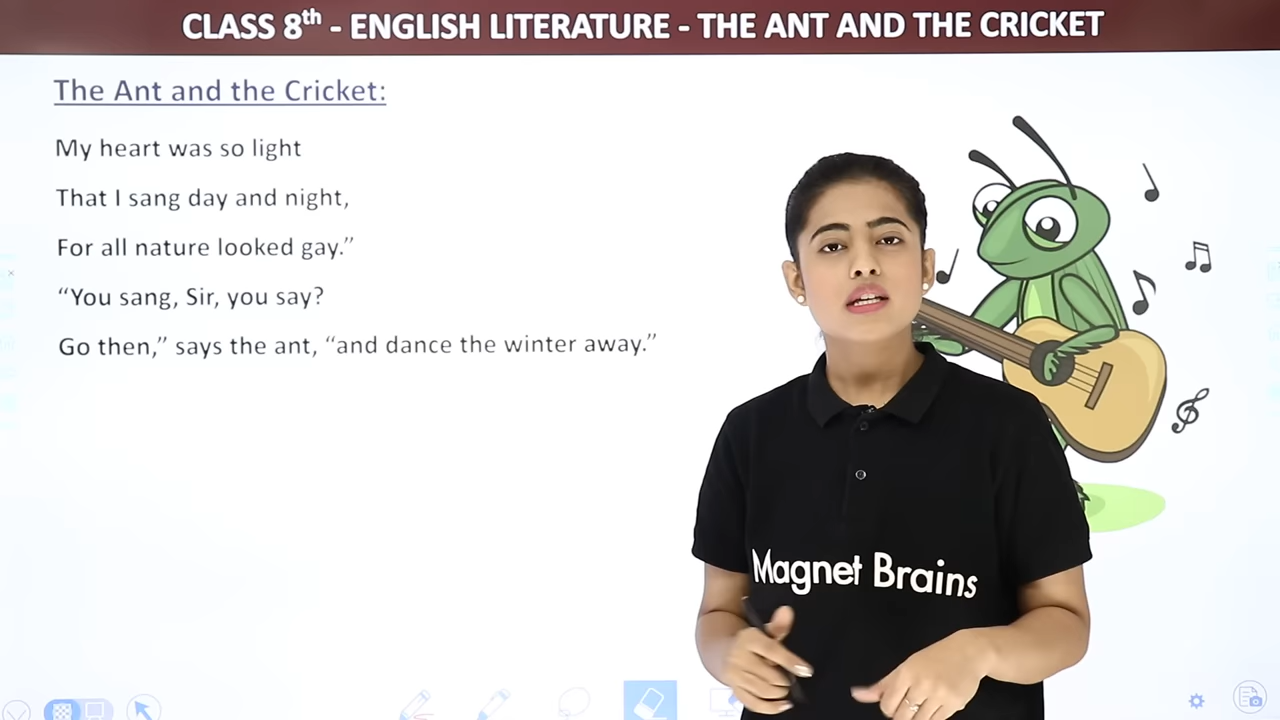 CLASS 8th - ENGLISH LITERATURE - THE ANT AND THE CRICKET
The Ant and the Cricket:
My heart was so light
That I sang day and night,
For all nature looked gay.”
“You sang, Sir, you say?
Go then,” says the ant, “and dance the winter away.”
Magnet Brains